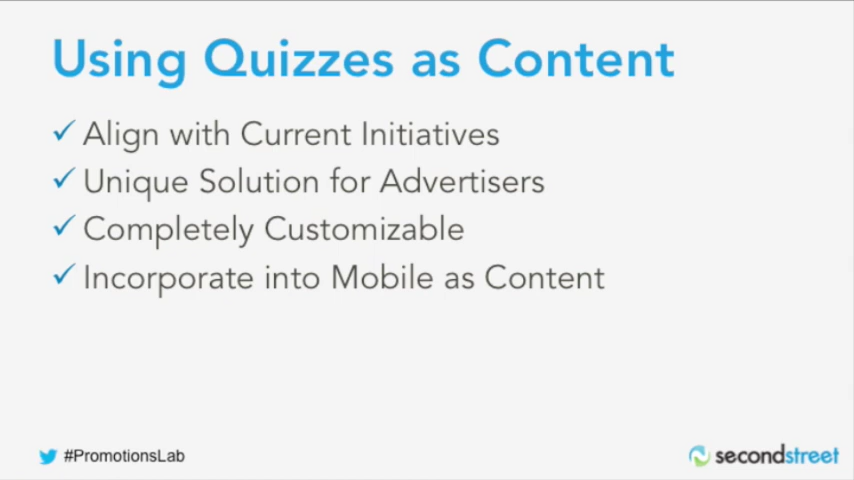 Using Quizzes as Content
✓ Align with Current Initiatives
✓ Unique Solution for Advertisers
✓ Completely Customizable
✓ Incorporate into Mobile as Content
#PromotionsLab
secondstreet